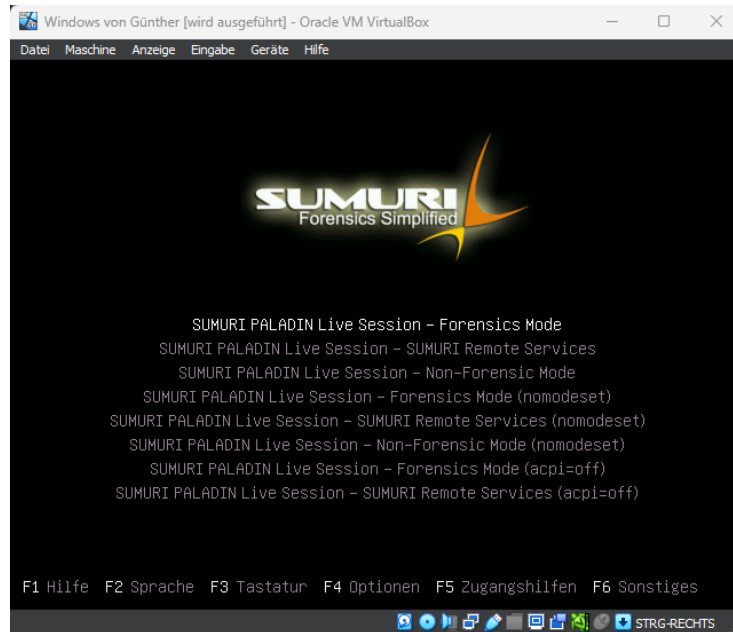 Windows von Günther [wird ausgeführt] - Oracle VM VirtualBox
Datei Maschine Anzeige Eingabe Geräte Hilfe
SUMURI
Forensics Simplified
SUMURI PALADIN Live Session – Forensics Mode
SUMURI PALADIN Live Session – SUMURI Remote Services
SUMURI PALADIN Live Session – Non-Forensic Mode
SUMURI PALADIN Live Session – Forensics Mode (nomodeset)
SUMURI PALADIN Live Session – SUMURI Remote Services (nomodeset)
SUMURI PALADIN Live Session – Non-Forensic Mode (nomodeset)
SUMURI PALADIN Live Session – Forensics Mode (acpi=off)
SUMURI PALADIN Live Session – SUMURI Remote Services (acpi=off)
F1 Hilfe F2 Sprache F3 Tastatur F4 Optionen F5 Zugangshilfen F6 Sonstiges
STRG-RECHTS